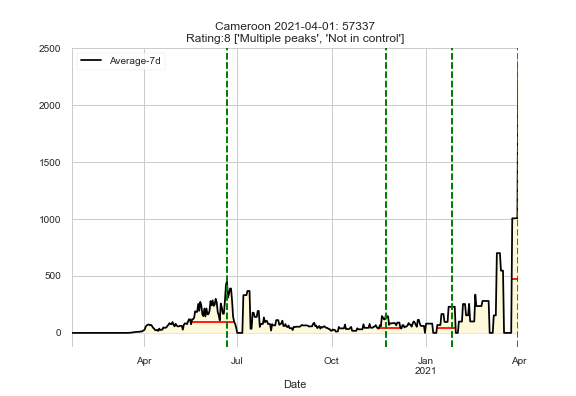 Cameroon 2021-04-01: 57337
Rating:8 ['Multiple peaks', 'Not in control']
Average-7d
2500
2000
1500
1000
500
0
Apr Jul Oct Jan Apr
2021
Date